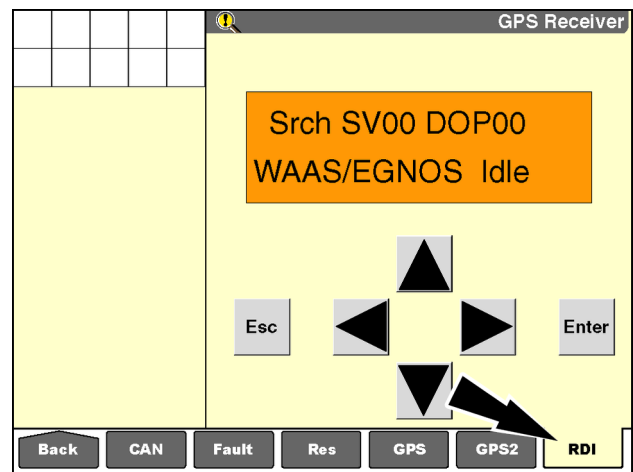 GPS Receiver
Srch SV00 DOP00
WAAS/EGNOS Idle
Esc
Enter
Back CAN Fault Res GPS GPS2 RDI